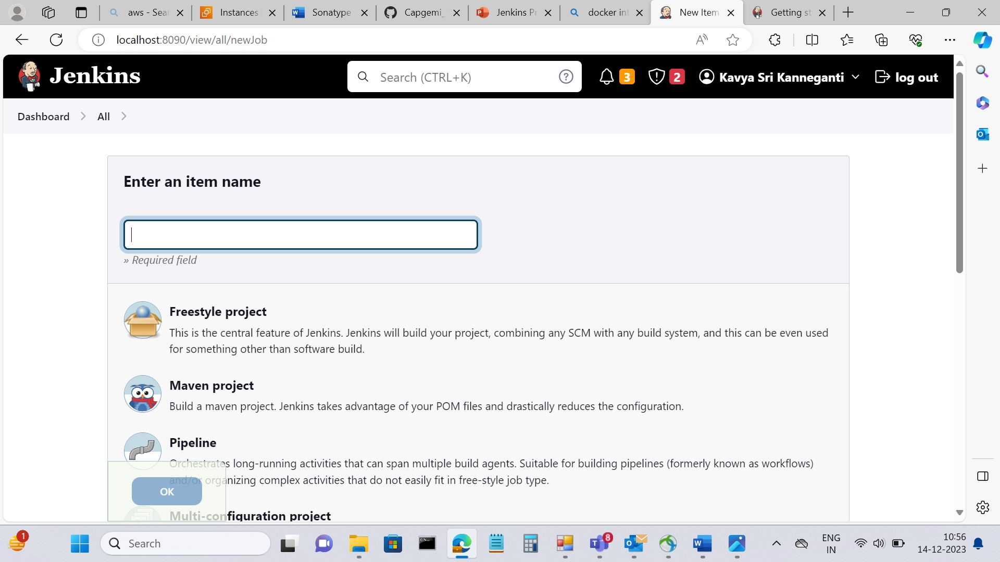 aws - Sea
Instances
Sonatype
Capgemi_
Jenkins Pr
docker int
New Item
Getting st
localhost:8090/view/all/newJob
Jenkins
Search (CTRL+K)
3
2
Kavya Sri Kanneganti
log out
Dashboard
All
Enter an item name
» Required field
Freestyle project
This is the central feature of Jenkins. Jenkins will build your project, combining any SCM with any build system, and this can be even used
for something other than software build.
Maven project
Build a maven project. Jenkins takes advantage of your POM files and drastically reduces the configuration.
Pipeline
Orchestrates long-running activities that can span multiple build agents. Suitable for building pipelines (formerly known as workflows)
and/or organizing complex activities that do not easily fit in free-style job type.
OK
Multi-configuration project
1
Search
8
ENG
IN
10:56
14-12-2023